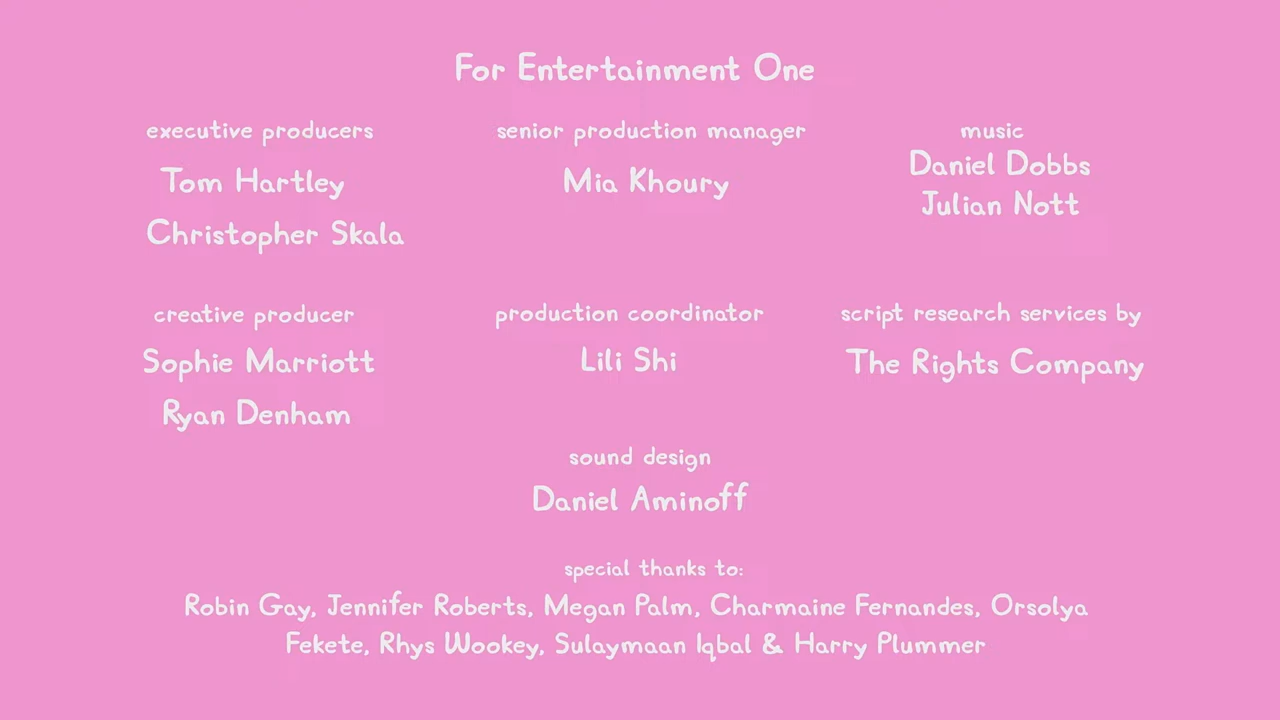 For Entertainment One
executive producers
Tom Hartley
Christopher Skala
senior production manager
Mia Khoury
music
Daniel Dobbs
Julian Nott
creative producer
Sophie Marriott
Ryan Denham
production coordinator
Lili Shi
script research services by
The Rights Company
sound design
Daniel Aminoff
special thanks to:
Robin Gay, Jennifer Roberts, Megan Palm, Charmaine Fernandes, Orsolya
Fekete, Rhys Wookey, Sulaymaan Iqbal & Harry Plummer